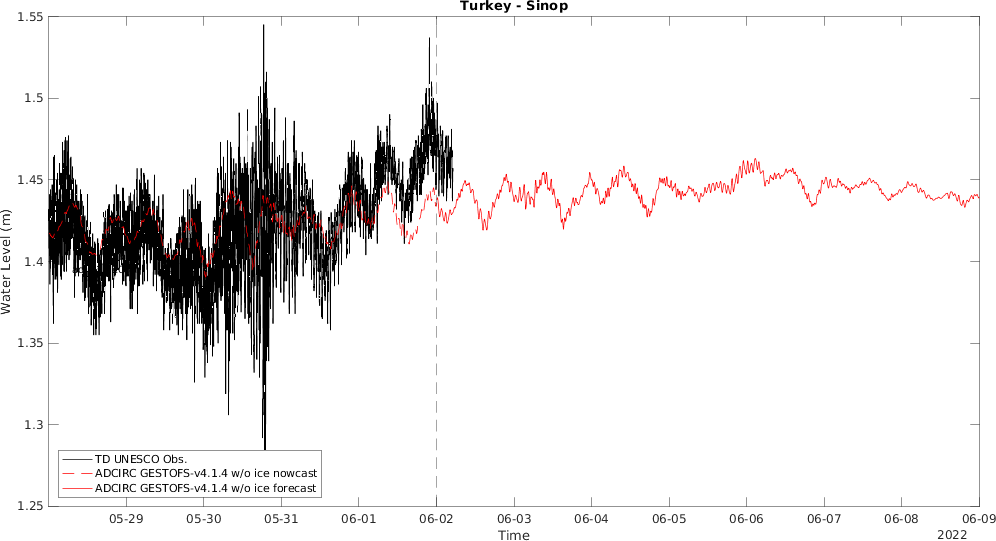 Turkey - Sinop
1.55
1.5
1.45
1.4
1.35
1.3
1.25
Water Level (m)
TD UNESCO Obs.
ADCIRC GESTOFS-v4.1.4 w/o ice nowcast
ADCIRC GESTOFS-v4.1.4 w/o ice forecast
05-29 05-30 05-31 06-01 06-02 06-03 06-04 06-05 06-06 06-07 06-08 06-09
Time
2022